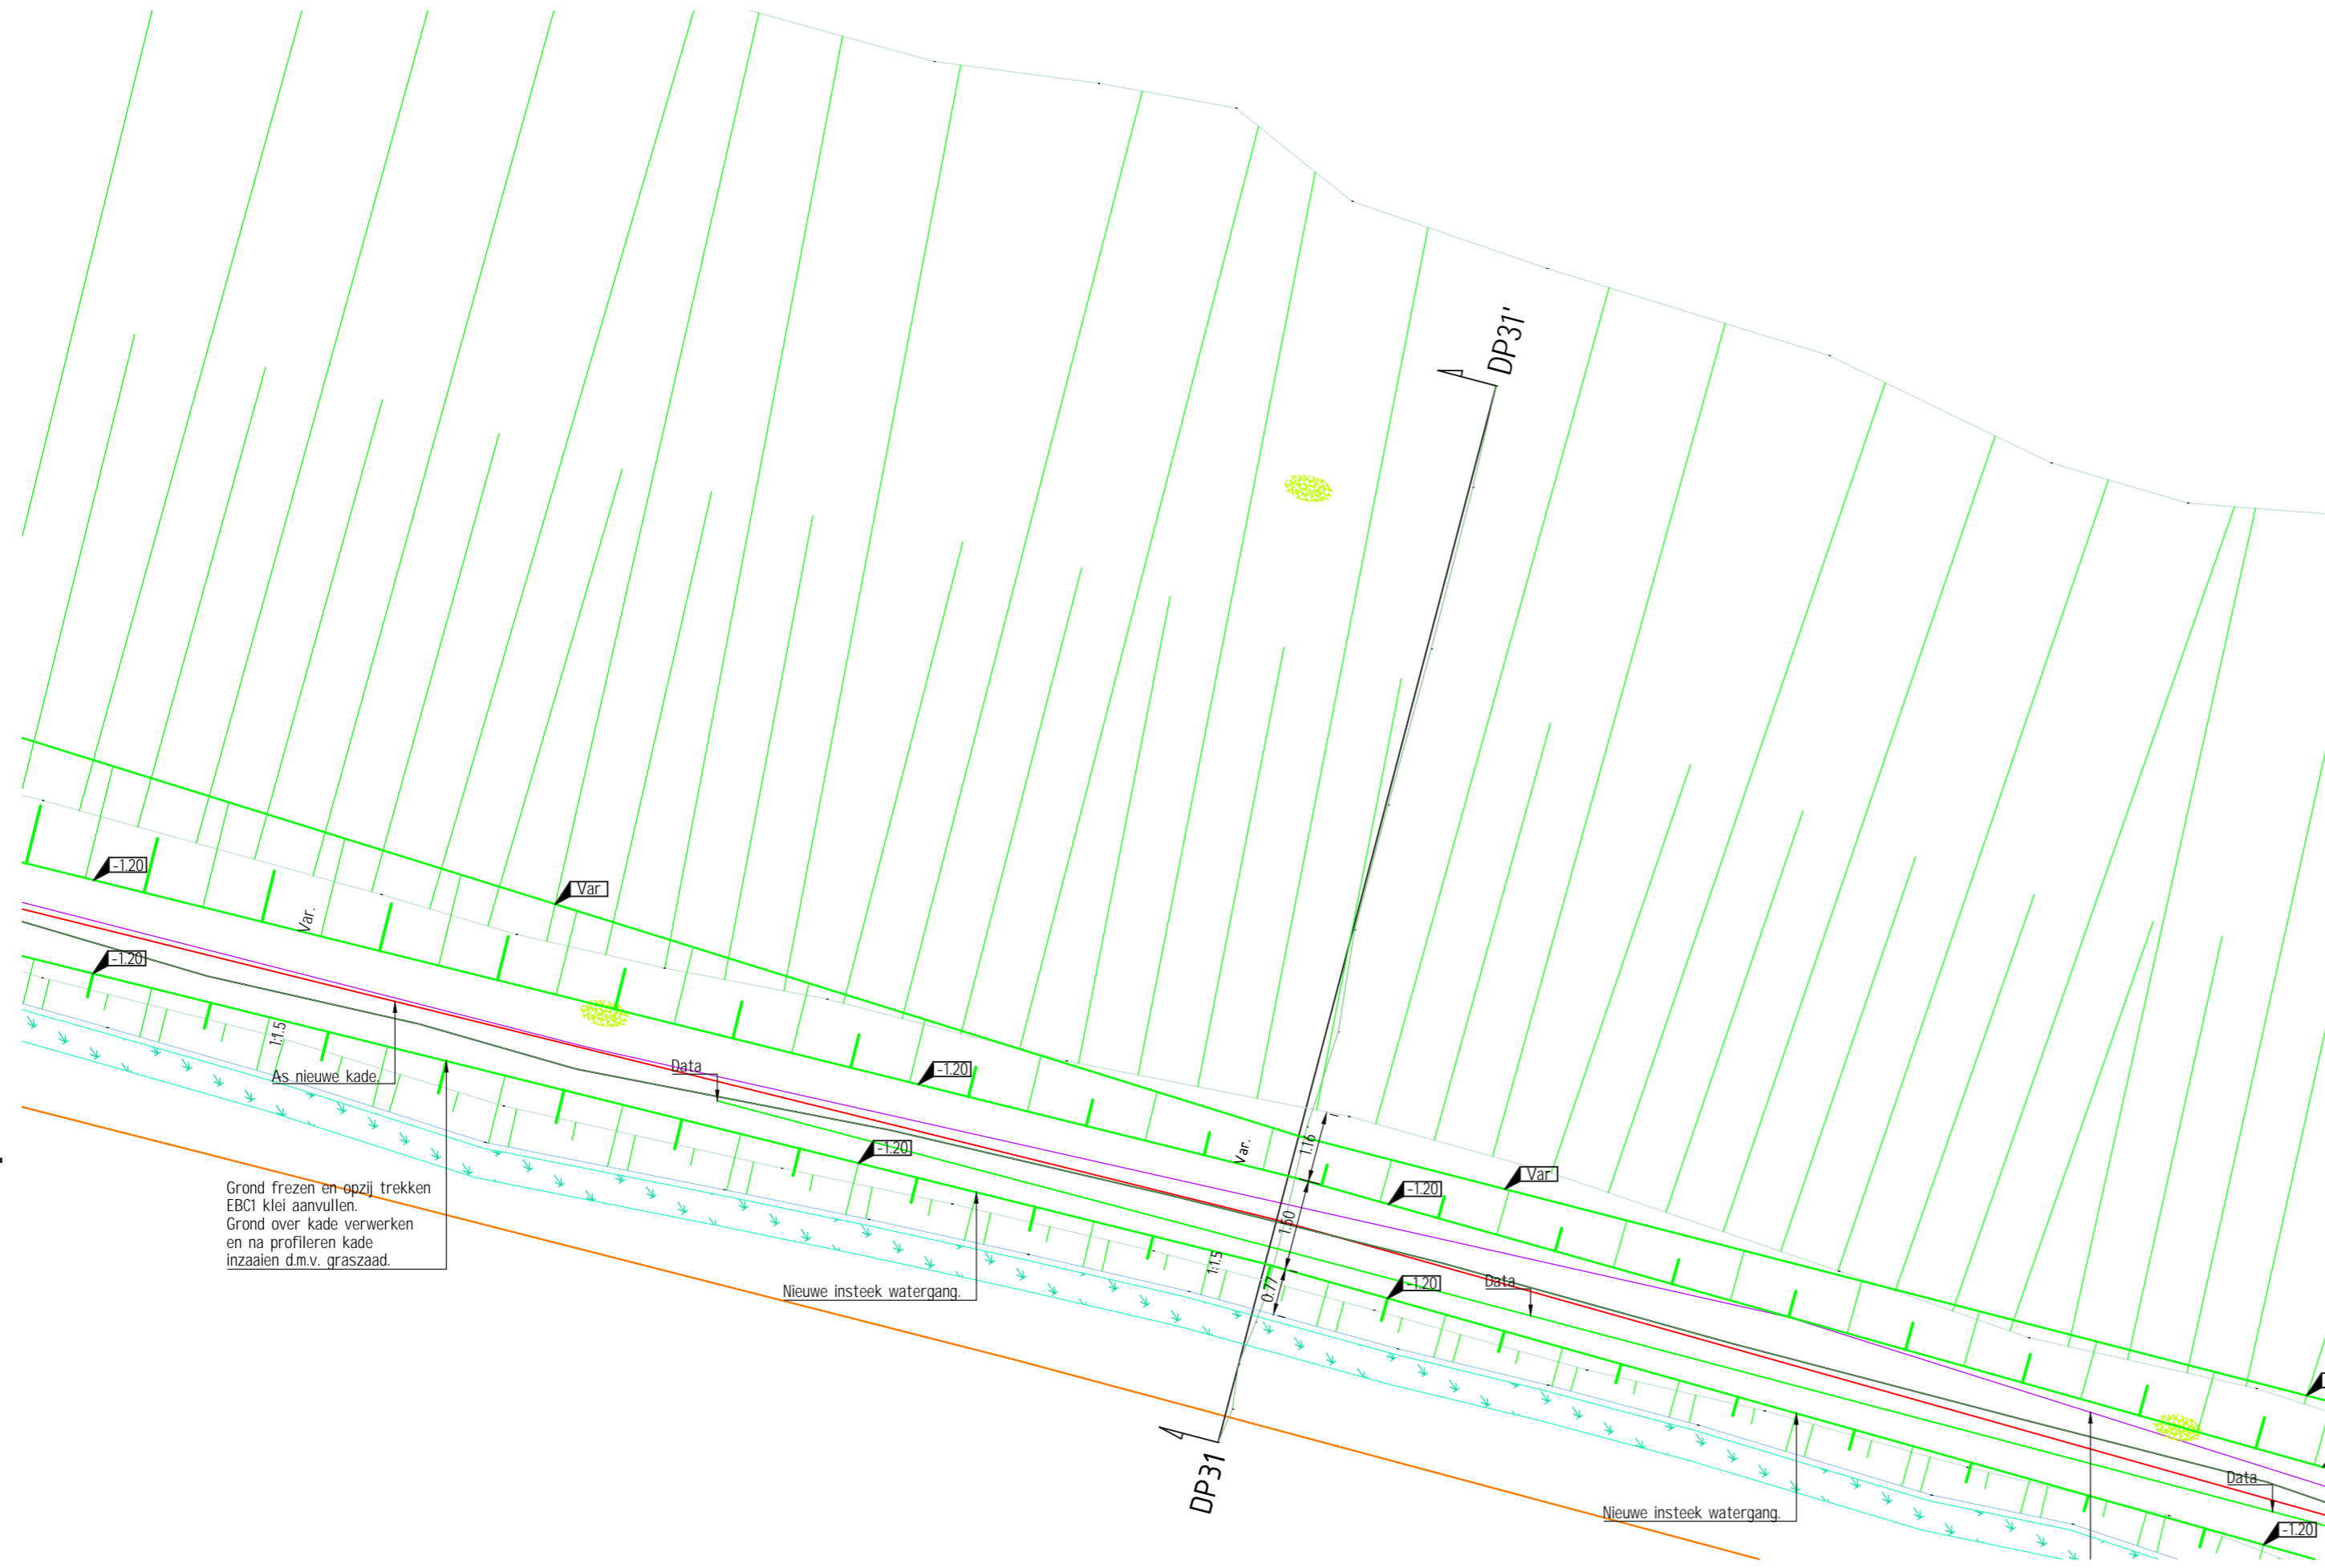 DP31'
-1.20
Var
Var.
-1.20
1:1.5
As nieuwe kade.
Data
-1.20
Var.
1.16
-1.20
Grond frezen en opzij trekken
EBC1 klei aanvullen.
Grond over kade verwerken
en na profileren kade
inzaaien d.m.v. graszaad.
Var
-1.20
1.50
1:1.5
0.77
Nieuwe insteek watergang.
-1.20
Data
DP31
Data
Nieuwe insteek watergang.
-1.20